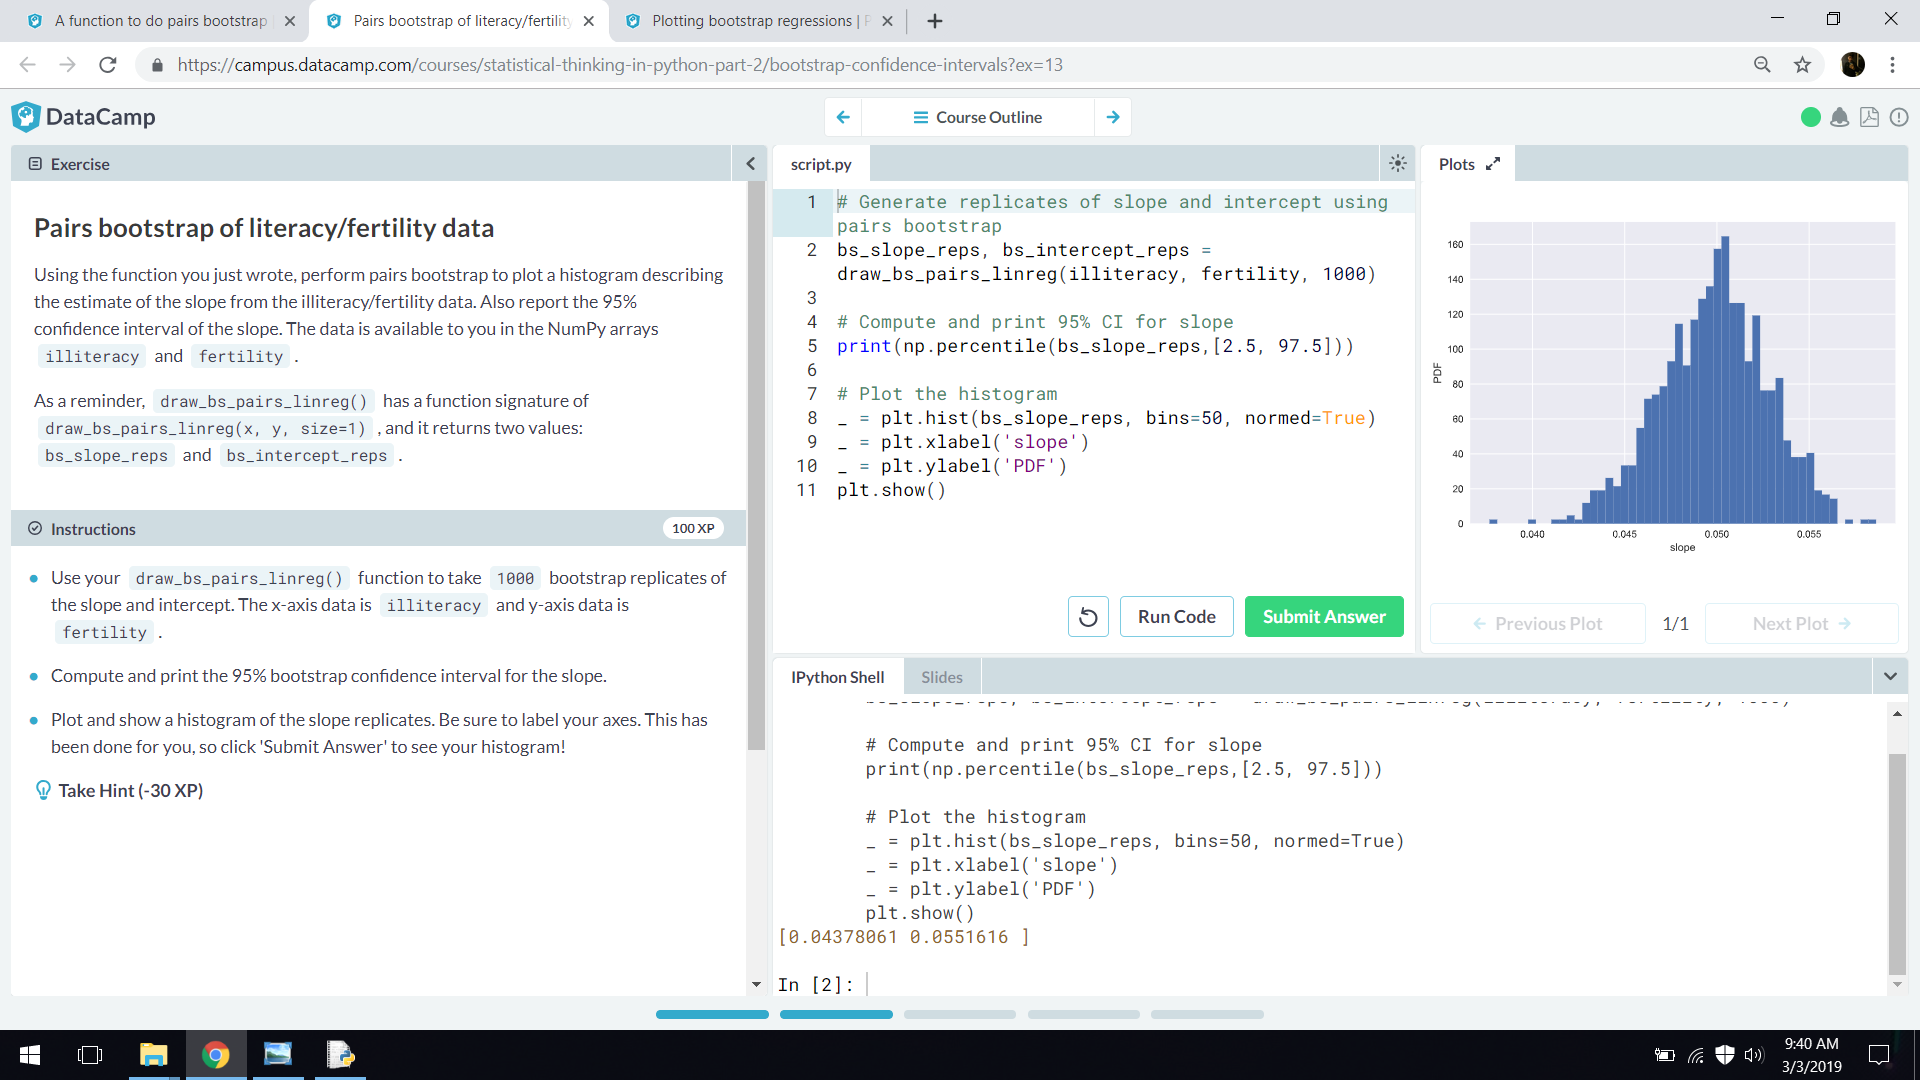 A function to do pairs bootstrap
Pairs bootstrap of literacy/fertility
Plotting bootstrap regressions | P
https://campus.datacamp.com/courses/statistical-thinking-in-python-part-2/bootstrap-confidence-intervals?ex=13
DataCamp
Course Outline
Exercise
Pairs bootstrap of literacy/fertility data
Using the function you just wrote, perform pairs bootstrap to plot a histogram describing
the estimate of the slope from the illiteracy/fertility data. Also report the 95%
confidence interval of the slope. The data is available to you in the NumPy arrays
illiteracy and fertility .
As a reminder, draw_bs_pairs_linreg() has a function signature of
draw_bs_pairs_linreg(x, y, size=1) , and it returns two values:
bs_slope_reps and bs_intercept_reps .
Instructions
100 XP
Use your draw_bs_pairs_linreg() function to take 1000 bootstrap replicates of
the slope and intercept. The x-axis data is illiteracy and y-axis data is
fertility .
Compute and print the 95% bootstrap confidence interval for the slope.
Plot and show a histogram of the slope replicates. Be sure to label your axes. This has
been done for you, so click 'Submit Answer' to see your histogram!
Take Hint (-30 XP)
script.py
1 # Generate replicates of slope and intercept using
pairs bootstrap
2 bs_slope_reps, bs_intercept_reps =
draw_bs_pairs_linreg(illiteracy, fertility, 1000)
3
4 # Compute and print 95% CI for slope
5 print(np.percentile(bs_slope_reps,[2.5, 97.5]))
6
7 # Plot the histogram
8 _ = plt.hist(bs_slope_reps, bins=50, normed=True)
9 _ = plt.xlabel('slope')
10 _ = plt.ylabel('PDF')
11 plt.show()
Run Code
Submit Answer
Plots
160
140
120
100
80
60
40
20
0
PDF
0.040 0.045 0.050 0.055
slope
Previous Plot
1/1
Next Plot
IPython Shell
Slides
bs_slope_reps, bs_intercept_reps = draw_bs_pairs_linreg(illiteracy, fertility, 1000)
# Compute and print 95% CI for slope
print(np.percentile(bs_slope_reps,[2.5, 97.5]))
# Plot the histogram
_ = plt.hist(bs_slope_reps, bins=50, normed=True)
_ = plt.xlabel('slope')
_ = plt.ylabel('PDF')
plt.show()
[0.04378061 0.0551616 ]
In [2]:
9:40 AM
3/3/2019